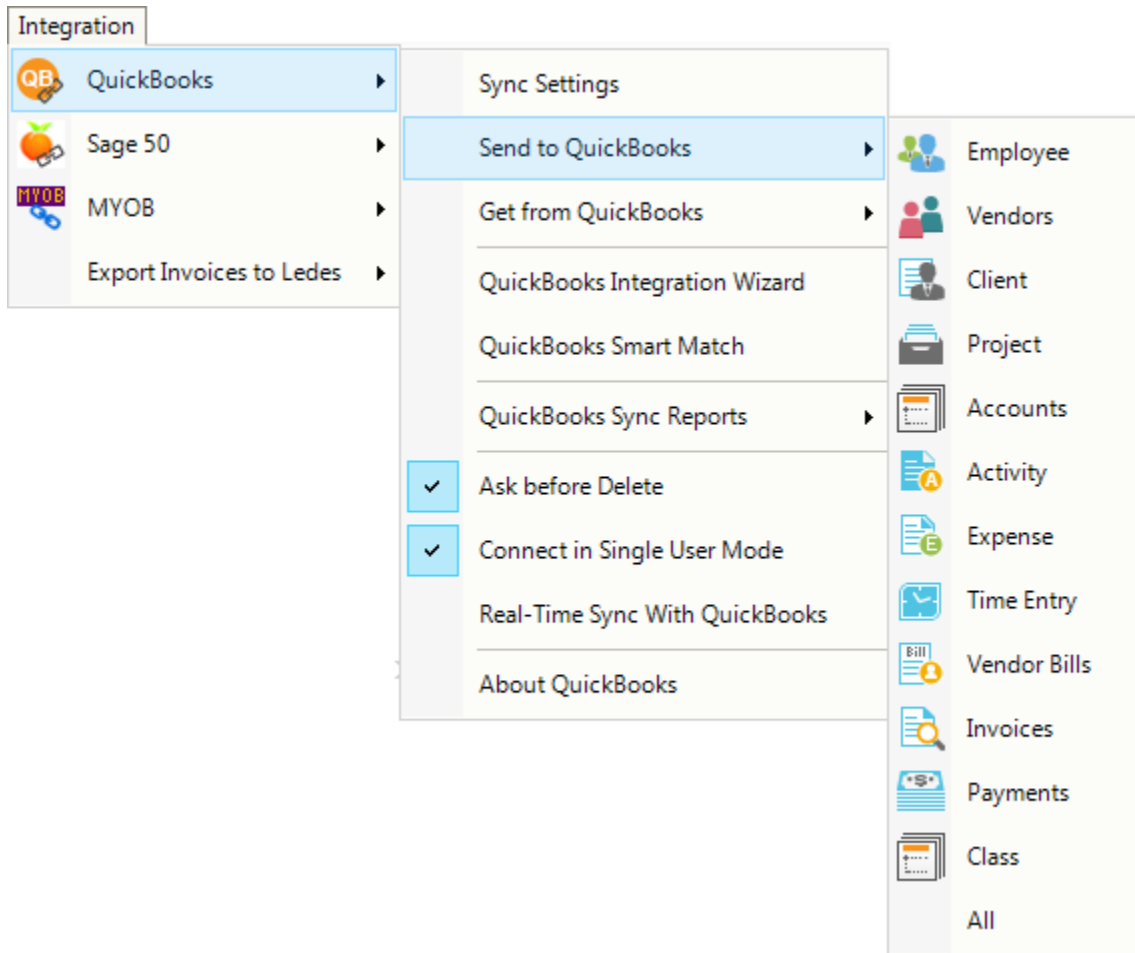 Integration
QuickBooks
Sage 50
MYOB
MYOB
Export Invoices to Ledes
QB
Sync Settings
Send to QuickBooks
Get from QuickBooks
QuickBooks Integration Wizard
QuickBooks Smart Match
QuickBooks Sync Reports
Ask before Delete
Connect in Single User Mode
Real-Time Sync With QuickBooks
About QuickBooks
Employee
Vendors
Client
Project
Accounts
A
Activity
E
Expense
Time Entry
Bill
Vendor Bills
Invoices
$
Payments
Class
All